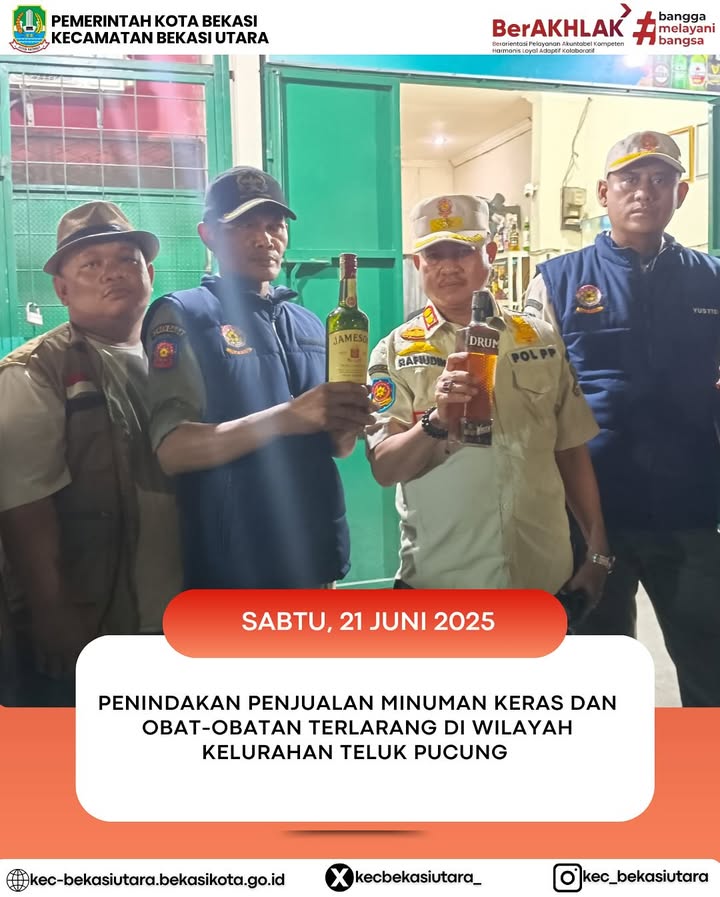 PEMERINTAH KOTA BEKASI
KECAMATAN BEKASI UTARA
BerAKHLAK
Berorientasi Pelayanan Akuntabel Kompeten
Harmonis Loyal Adaptif Kolaboratif
#bangga
melayani
bangsa
JAMESON
DRUM
RAFIUDIN
POL PP
SABTU, 21 JUNI 2025
PENINDAKAN PENJUALAN MINUMAN KERAS DAN
OBAT-OBATAN TERLARANG DI WILAYAH
KELURAHAN TELUK PUCUNG
kec-bekasiutara.bekasikota.go.id
kecbekasiutara_
kec_bekasiutara